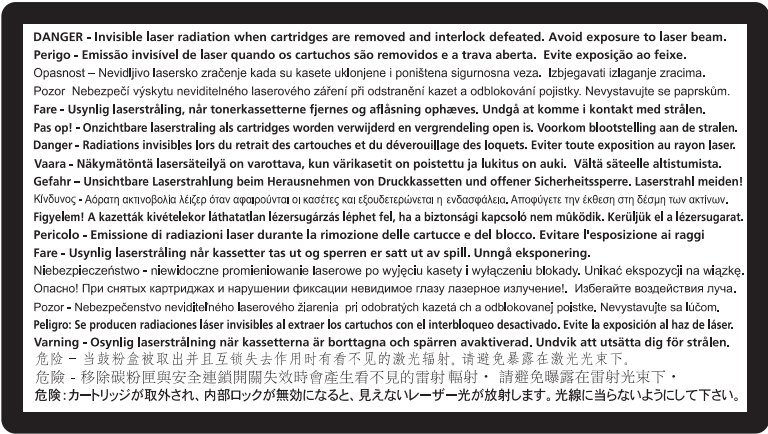 DANGER - Invisible laser radiation when cartridges are removed and interlock defeated. Avoid exposure to laser beam.
Perigo - Emissão invisível de laser quando os cartuchos são removidos e a trava aberta. Evite exposição ao feixe.
Opasnost – Nevidljivo lasersko zračenje kada su kasete uklonjene i poništena sigurnosna veza. Izbjegavati izlaganje zracima.
Pozor Nebezpečí výskytu neviditelného laserového záření při odstranění kazet a odblokování pojistky. Nevystavujte se paprskům.
Fare - Usynlig laserstråling, når tonerkassetterne fjernes og aflåsning ophæves. Undgå at komme i kontakt med strålen.
Pas op! - Onzichtbare laserstraling als cartridges worden verwijderd en vergrendeling open is. Voorkom blootstelling aan de stralen.
Danger - Radiations invisibles lors du retrait des cartouches et du déverouillage des loquets. Eviter toute exposition au rayon laser.
Vaara - Näkymätöntä lasersäteilyä on varottava, kun värikasetit on poistettu ja lukitus on auki. Vältä säteelle altistumista.
Gefahr - Unsichtbare Laserstrahlung beim Herausnehmen von Druckkassetten und offener Sicherheitssperre. Laserstrahl meiden!
Κίνδυνος - Αόρατη ακτινοβολία λέιζερ όταν αφαιρούνται οι κασέτες και εξουδετερώνεται η ενδασφάλεια. Αποφύγετε την έκθεση στη δέσμη των ακτίνων.
Figyelem! A kazetták kivételekor láthatatlan lézersugárzás léphet fel, ha a biztonsági kapcsoló nem mûködik. Kerüljük el a lézersugarat.
Pericolo - Emissione di radiazioni laser durante la rimozione delle cartucce e del blocco. Evitare l'esposizione ai raggi
Fare - Usynlig laserstråling når kassetter tas ut og sperren er satt ut av spill. Unngå eksponering.
Niebezpieczeństwo - niewidoczne promieniowanie laserowe po wyjęciu kasety i wyłączeniu blokady. Unikać ekspozycji na wiązkę.
Опасно! При снятых картриджах и нарушении фиксации невидимое глазу лазерное излучение!. Избегайте воздействия луча.
Pozor - Nebezpečenstvo neviditeľného laserového žiarenia pri odobratých kazetá ch a odblokovanej poistke. Nevystavujte sa lúčom.
Peligro: Se producen radiaciones láser invisibles al extraer los cartuchos con el interbloqueo desactivado. Evite la exposición al haz de láser.
Varning - Osynlig laserstrålning när kassetterna är borttagna och spärren avaktiverad. Undvik att utsätta dig för strålen.
危险 - 当鼓粉盒被取出并且互锁失去作用时有看不见的激光辐射, 请避免暴露在激光光束下。
危險 - 移除碳粉匣與安全連鎖開關失效時會產生看不見的雷射輻射・ 請避免曝露在雷射光束下・
危険:カートリッジが取外され、内部ロックが無効になると、見えないレーザー光が放射します。光線に当らないようにして下さい。